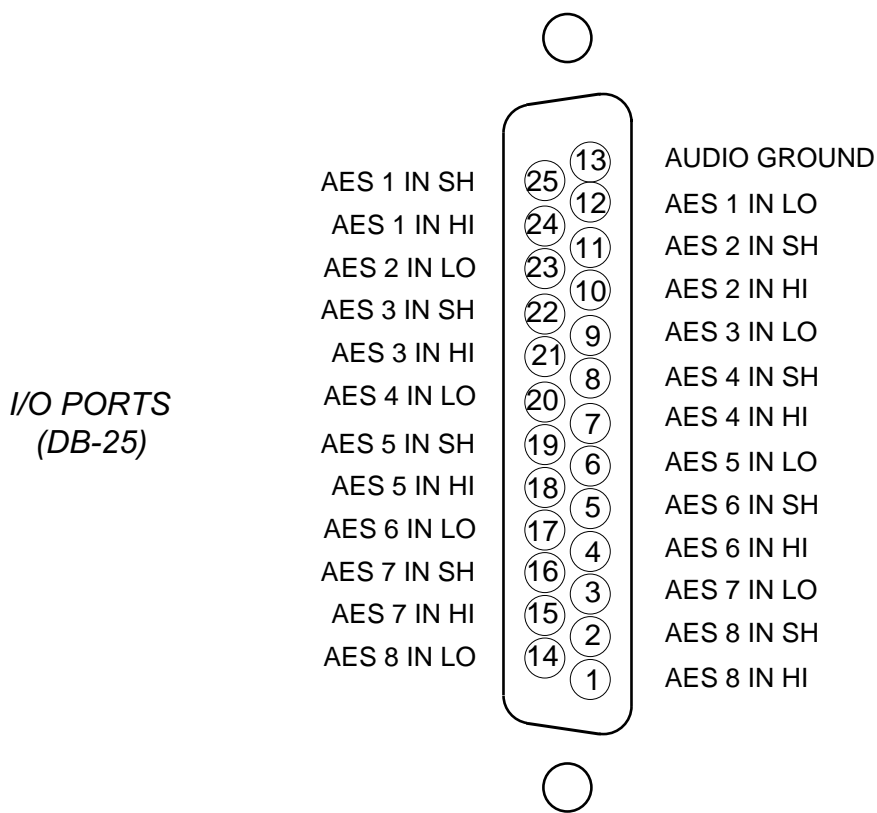 I/O PORTS
(DB-25)
AES 1 IN SH
AES 1 IN HI
AES 2 IN LO
AES 3 IN SH
AES 3 IN HI
AES 4 IN LO
AES 5 IN SH
AES 5 IN HI
AES 6 IN LO
AES 7 IN SH
AES 7 IN HI
AES 8 IN LO
25
24
23
22
21
20
19
18
17
16
15
14
13
12
11
10
9
8
7
6
5
4
3
2
1
AUDIO GROUND
AES 1 IN LO
AES 2 IN SH
AES 2 IN HI
AES 3 IN LO
AES 4 IN SH
AES 4 IN HI
AES 5 IN LO
AES 6 IN SH
AES 6 IN HI
AES 7 IN LO
AES 8 IN SH
AES 8 IN HI